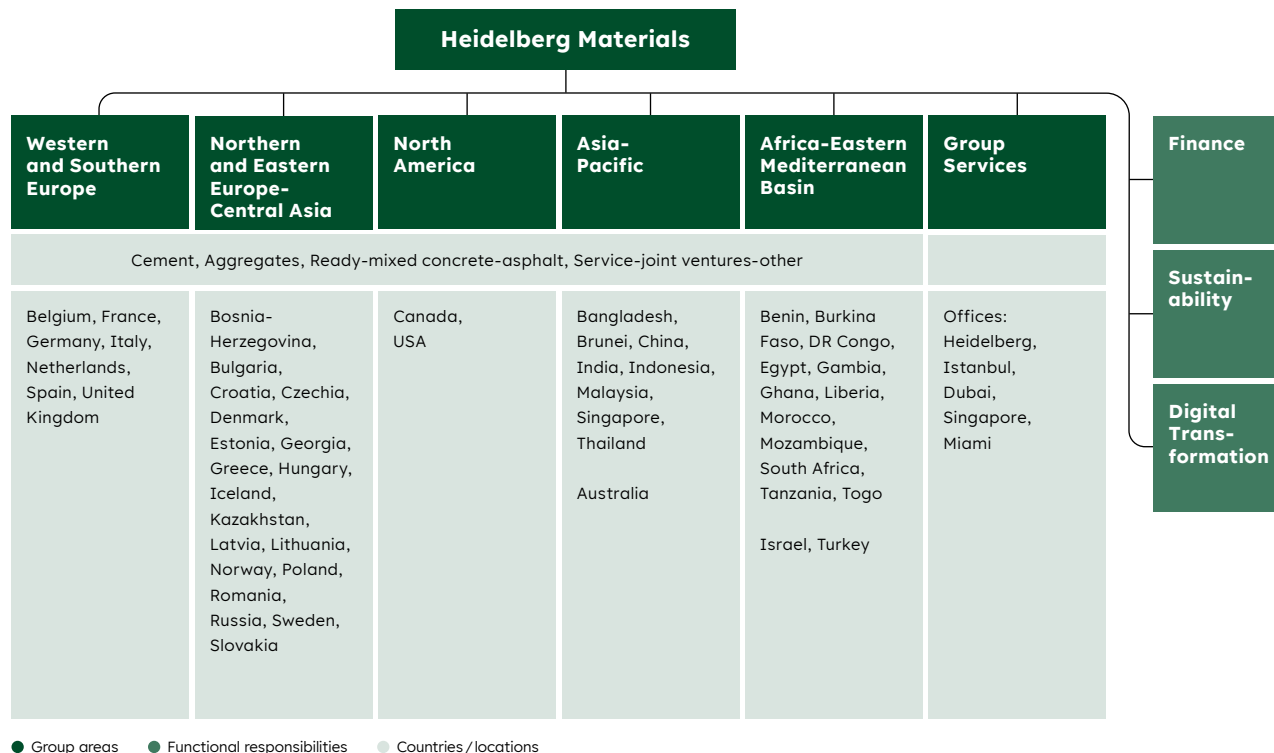 Heidelberg Materials
Western
and Southern
Europe
Northern
and Eastern
Europe-
Central Asia
North
America
Asia-
Pacific
Africa-Eastern
Mediterranean
Basin
Group
Services
Finance
Sustain-
ability
Digital
Trans-
formation
Cement, Aggregates, Ready-mixed concrete-asphalt, Service-joint ventures-other
Belgium, France,
Germany, Italy,
Netherlands,
Spain, United
Kingdom
Bosnia-
Herzegovina,
Bulgaria,
Croatia, Czechia,
Denmark,
Estonia, Georgia,
Greece, Hungary,
Iceland,
Kazakhstan,
Latvia, Lithuania,
Norway, Poland,
Romania,
Russia, Sweden,
Slovakia
Canada,
USA
Bangladesh,
Brunei, China,
India, Indonesia,
Malaysia,
Singapore,
Thailand
Australia
Benin, Burkina
Faso, DR Congo,
Egypt, Gambia,
Ghana, Liberia,
Morocco,
Mozambique,
South Africa,
Tanzania, Togo
Israel, Turkey
Offices:
Heidelberg,
Istanbul,
Dubai,
Singapore,
Miami
Group areas
Functional responsibilities
Countries / locations